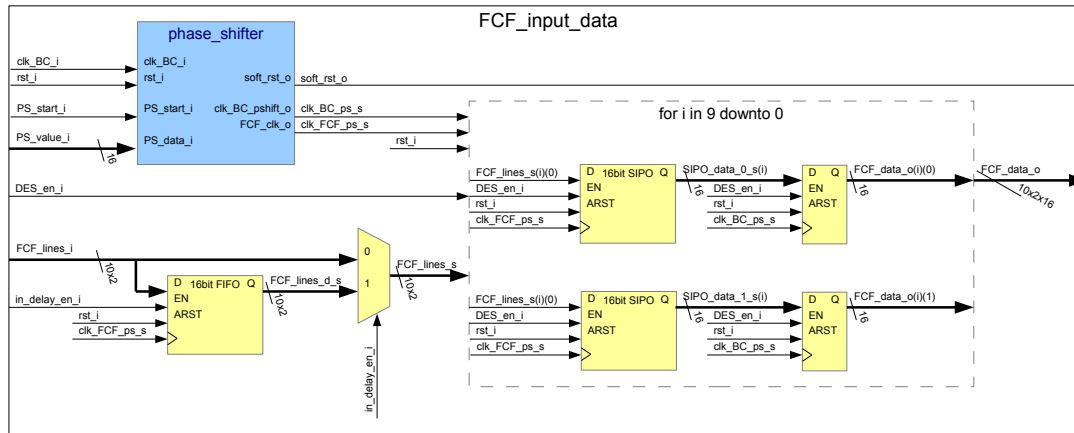 FCF_input_data
phase_shifter
clk_BC_i
clk_BC_i
rst_i
rst_i
soft_rst_o
soft_rst_o
PS_start_i
PS_start_i
clk_BC_pshift_o
clk_BC_ps_s
FCF_clk_o
clk_FCF_ps_s
PS_value_i
16
PS_data_i
rst_i
for i in 9 downto 0
DES_en_i
FCF_lines_s(i)(0)
DES_en_i
rst_i
clk_FCF_ps_s
D 16bit SIPO Q
EN
ARST
SIPO_data_0_s(i)
16
DES_en_i
rst_i
clk_BC_ps_s
D Q
EN
ARST
FCF_data_o(i)(0)
16
FCF_data_o
10x2x16
FCF_lines_i
10x2
in_delay_en_i
rst_i
clk_FCF_ps_s
D 16bit FIFO Q
EN
ARST
FCF_lines_d_s
10x2
0
1
in_delay_en_i
FCF_lines_s
10x2
FCF_lines_s(i)(0)
DES_en_i
rst_i
clk_FCF_ps_s
D 16bit SIPO Q
EN
ARST
SIPO_data_1_s(i)
16
DES_en_i
rst_i
clk_BC_ps_s
D Q
EN
ARST
FCF_data_o(i)(1)
16